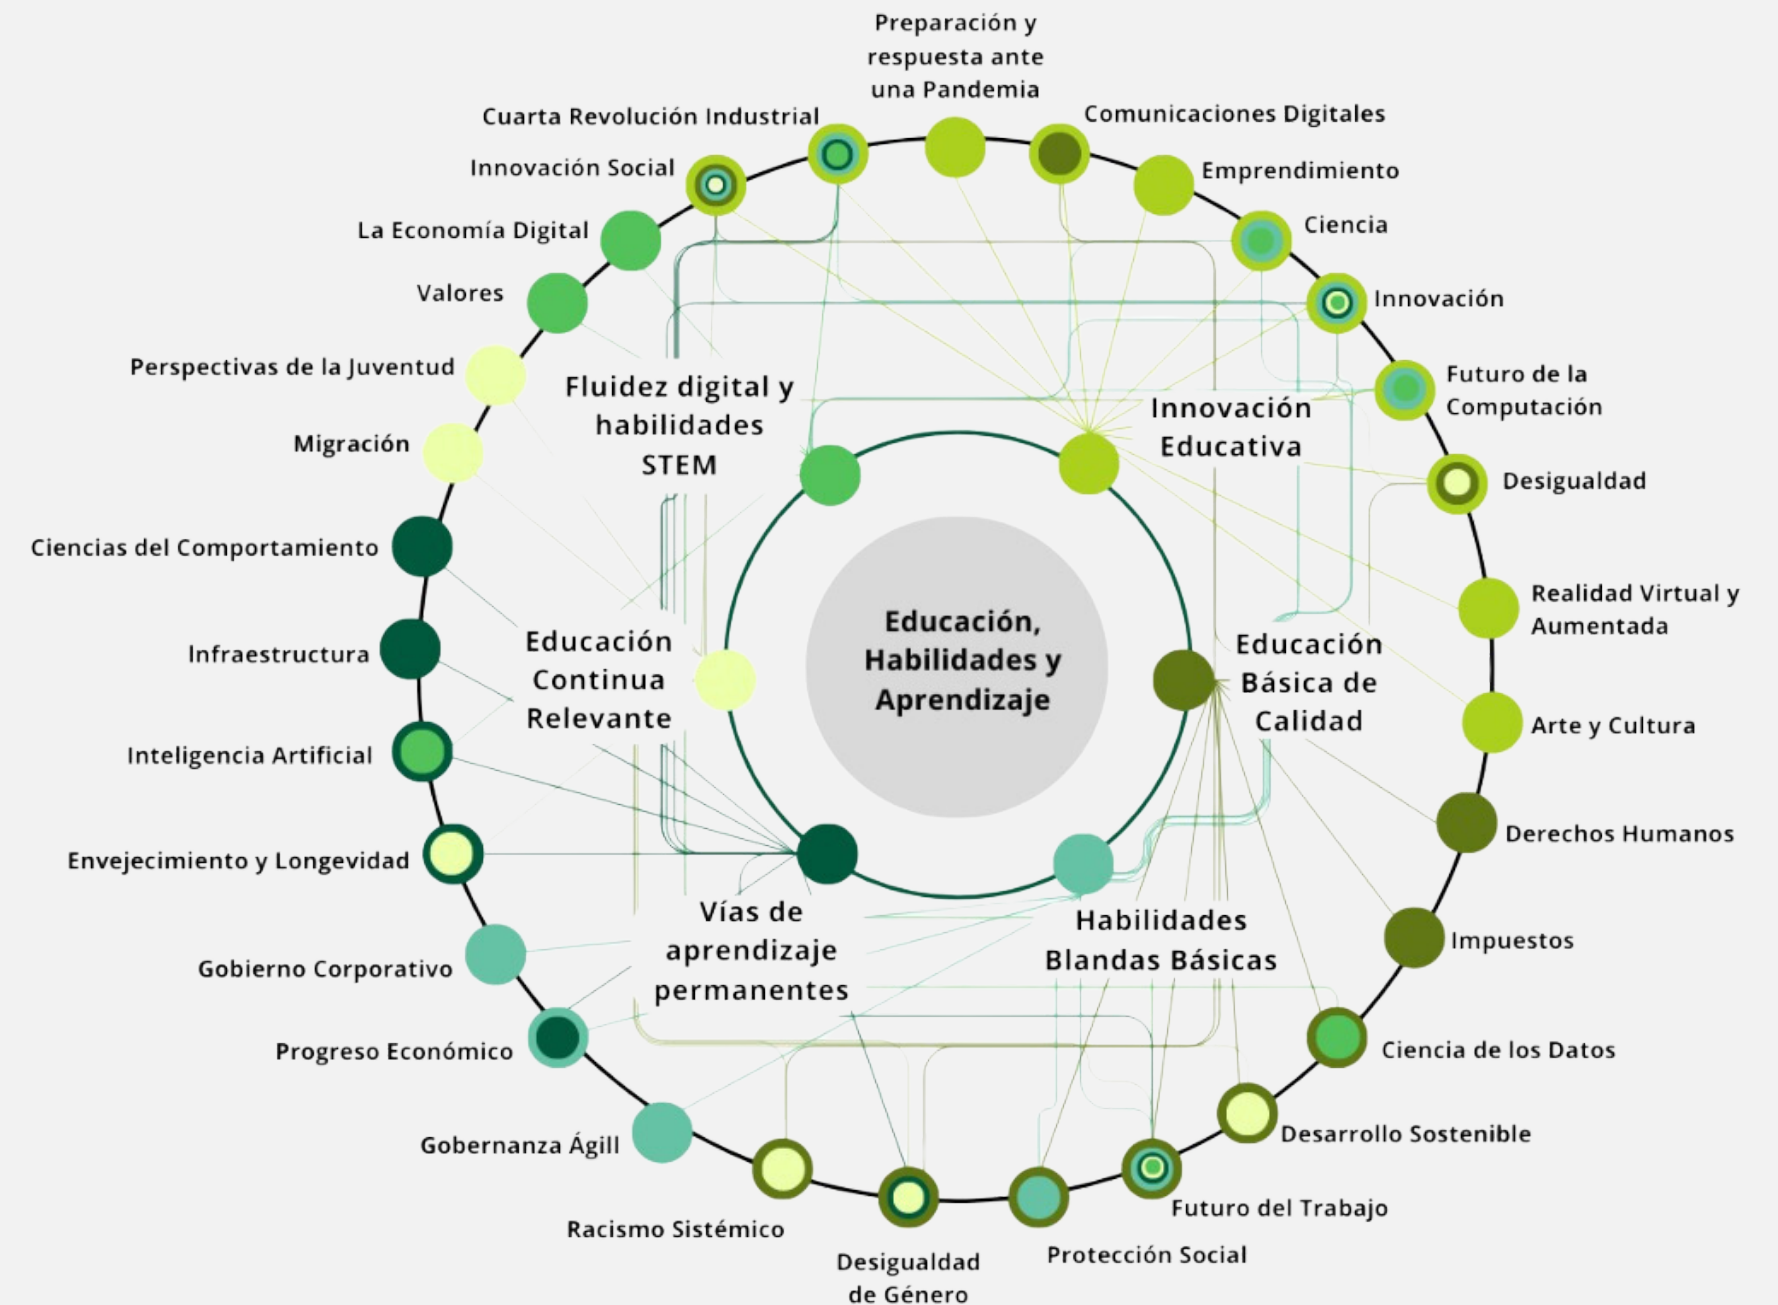 Preparación y
respuesta ante
una Pandemia
Cuarta Revolución Industrial
Comunicaciones Digitales
Innovación Social
Emprendimiento
La Economía Digital
Ciencia
Valores
Innovación
Perspectivas de la Juventud
Futuro de la
Computación
Fluidez digital y
habilidades
STEM
Innovación
Educativa
Migración
Desigualdad
Ciencias del Comportamiento
Realidad Virtual y
Aumentada
Educación,
Habilidades y
Aprendizaje
Educación
Continua
Relevante
Educación
Básica de
Calidad
Infraestructura
Arte y Cultura
Inteligencia Artificial
Derechos Humanos
Envejecimiento y Longevidad
Vías de
aprendizaje
permanentes
Habilidades
Blandas Básicas
Impuestos
Gobierno Corporativo
Progreso Económico
Ciencia de los Datos
Gobernanza Ágill
Desarrollo Sostenible
Racismo Sistémico
Futuro del Trabajo
Desigualdad
de Género
Protección Social